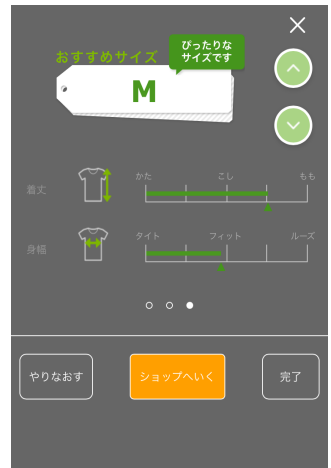 ぴったりな
サイズです
おすすめサイズ
M
着丈
かた こし もも
身幅
タイト フィット ルーズ
やりなおす ショップへいく 完了